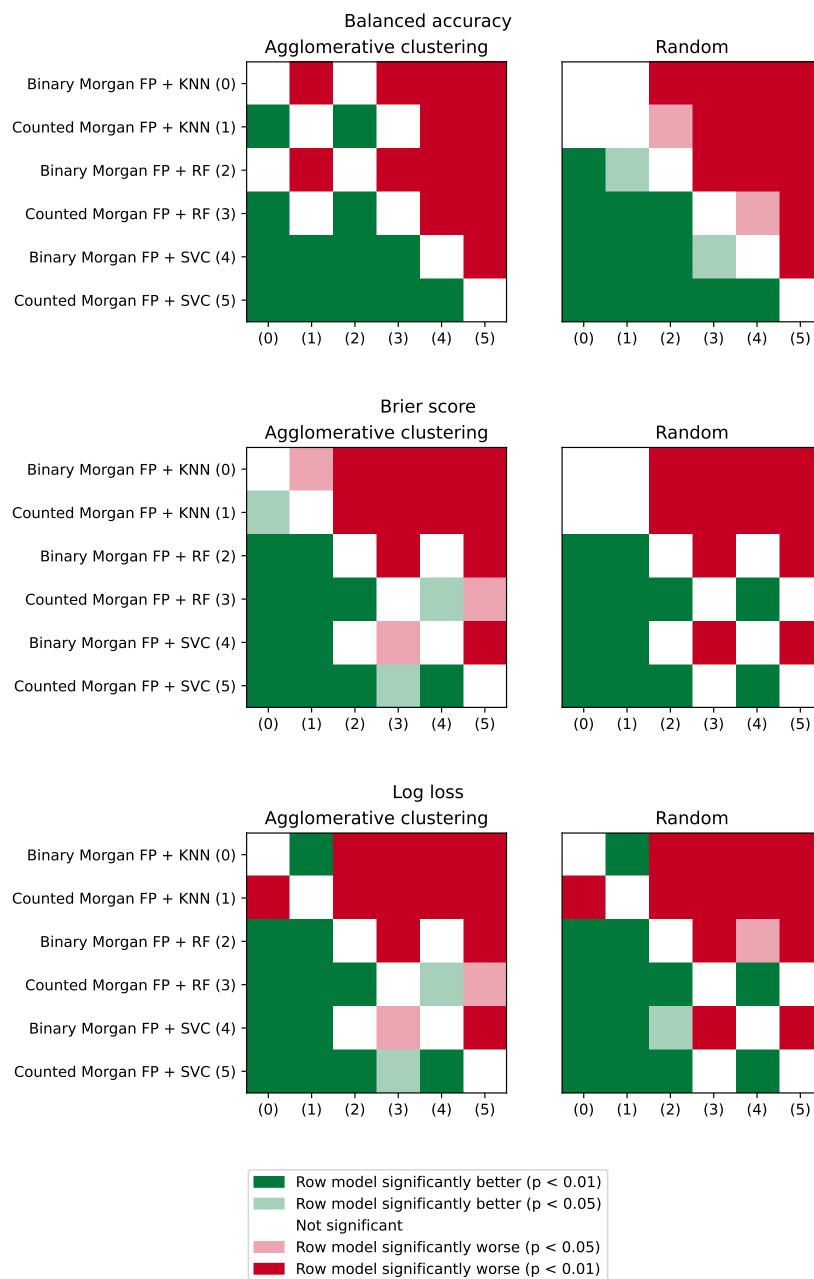 Balanced accuracy
Agglomerative clustering
Random
Binary Morgan FP + KNN (0)
Counted Morgan FP + KNN (1)
Binary Morgan FP + RF (2)
Counted Morgan FP + RF (3)
Binary Morgan FP + SVC (4)
Counted Morgan FP + SVC (5)
(0) (1) (2) (3) (4) (5)
(0) (1) (2) (3) (4) (5)
Brier score
Agglomerative clustering
Random
Binary Morgan FP + KNN (0)
Counted Morgan FP + KNN (1)
Binary Morgan FP + RF (2)
Counted Morgan FP + RF (3)
Binary Morgan FP + SVC (4)
Counted Morgan FP + SVC (5)
(0) (1) (2) (3) (4) (5)
(0) (1) (2) (3) (4) (5)
Log loss
Agglomerative clustering
Random
Binary Morgan FP + KNN (0)
Counted Morgan FP + KNN (1)
Binary Morgan FP + RF (2)
Counted Morgan FP + RF (3)
Binary Morgan FP + SVC (4)
Counted Morgan FP + SVC (5)
(0) (1) (2) (3) (4) (5)
(0) (1) (2) (3) (4) (5)
Row model significantly better (p < 0.01)
Row model significantly better (p < 0.05)
Not significant
Row model significantly worse (p < 0.05)
Row model significantly worse (p < 0.01)